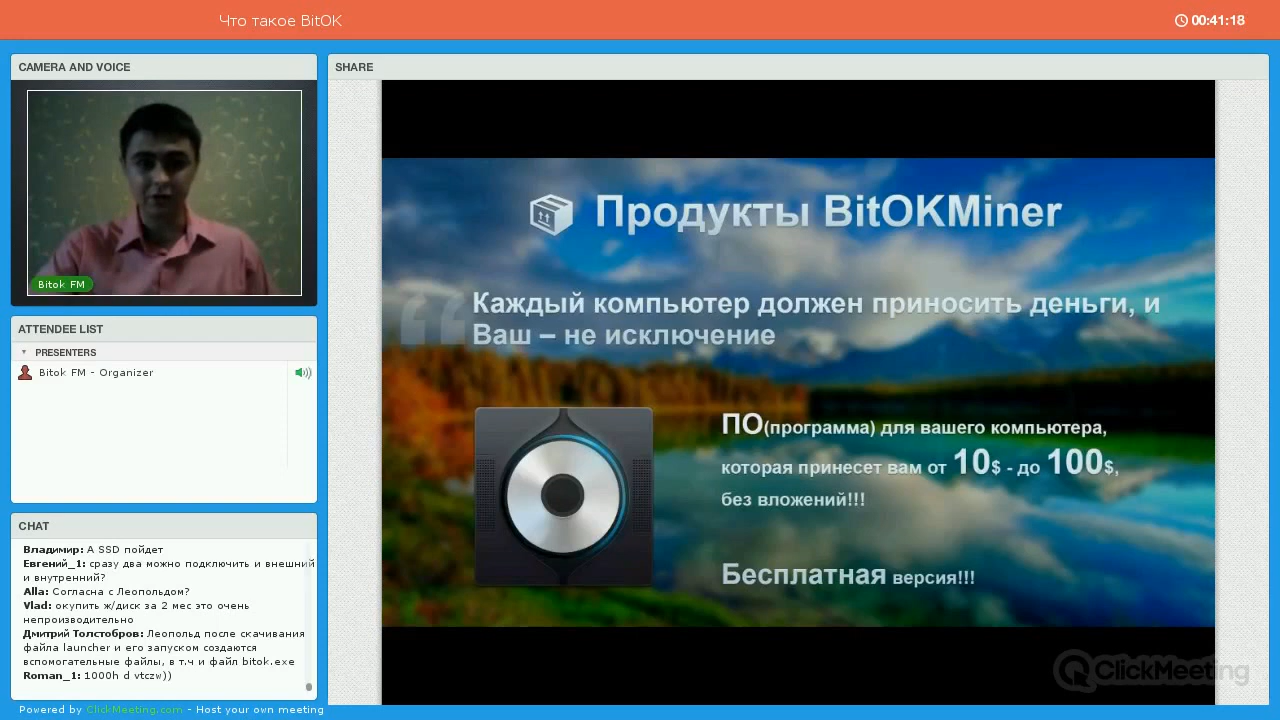 Что такое BitOK
00:41:18
CAMERA AND VOICE
Bitok FM
ATTENDEE LIST
PRESENTERS
Bitok FM - Organizer
CHAT
Владимир: А SSD пойдет
Евгений_1: сразу два можно подключить и внешний
и внутренний?
Alla: Согласна с Леопольдом?
Vlad: окупить ж/диск за 2 мес это очень
непроизводительно
Дмитрий Толстобров: Леопольд после скачивания
файла launcher и его запуском создаются
вспомогательные файлы, в т.ч и файл bitok.exe
Roman_1: 1000h d vtczw))
Powered by ClickMeeting.com - Host your own meeting
SHARE
Продукты BitOKMiner
“ Каждый компьютер должен приносить деньги, и
Ваш – не исключение
ПО(программа) для вашего компьютера,
которая принесет вам от 10$ - до 100$,
без вложений!!!
Бесплатная версия!!!
ClickMeeting